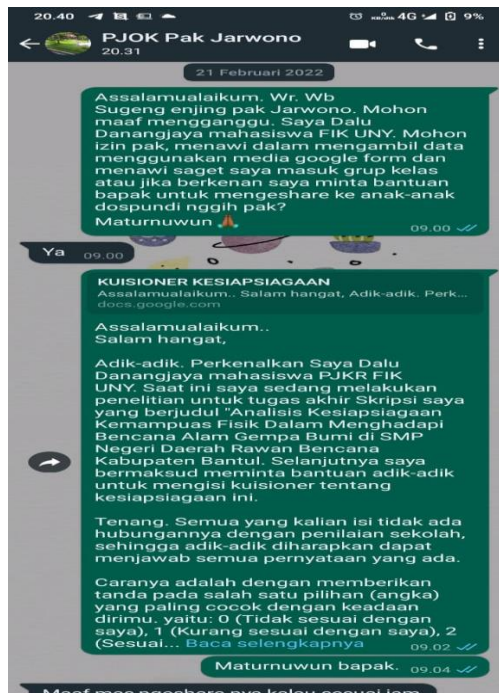 20.40 4G 9%
PJOK Pak Jarwono
20.31
21 Februari 2022
Assalamualaikum. Wr. Wb
Sugeng enjing pak Jarwono. Mohon
maaf mengganggu. Saya Dalu
Danangjaya mahasiswa FIK UNY. Mohon
izin pak, menawi dalam mengambil data
menggunakan media google form dan
menawi saget saya masuk grup kelas
atau jika berkenan saya minta bantuan
bapak untuk mengeshare ke anak-anak
dospundi nggih pak?
Maturnuwun 🙏
09.00
Ya 09.00
KUISIONER KESIAPSIAGAAN
Assalamualaikum.. Salam hangat, Adik-adik. Perk...
docs.google.com
Assalamualaikum..
Salam hangat,
Adik-adik. Perkenalkan Saya Dalu
Danangjaya mahasiswa PJKR FIK
UNY. Saat ini saya sedang melakukan
penelitian untuk tugas akhir Skripsi saya
yang berjudul "Analisis Kesiapsiagaan
Kemampuas Fisik Dalam Menghadapi
Bencana Alam Gempa Bumi di SMP
Negeri Daerah Rawan Bencana
Kabupaten Bantul. Selanjutnya saya
bermaksud meminta bantuan adik-adik
untuk mengisi kuisioner tentang
kesiapsiagaan ini.
Tenang. Semua yang kalian isi tidak ada
hubungannya dengan penilaian sekolah,
sehingga adik-adik diharapkan dapat
menjawab semua pernyataan yang ada.
Caranya adalah dengan memberikan
tanda pada salah satu pilihan (angka)
yang paling cocok dengan keadaan
dirimu. yaitu: 0 (Tidak sesuai dengan
saya), 1 (Kurang sesuai dengan saya), 2
(Sesuai... Baca selengkapnya
09.02
Maturnuwun bapak. 09.04
Maaf mas ngeshare nya kalau sesuai jam